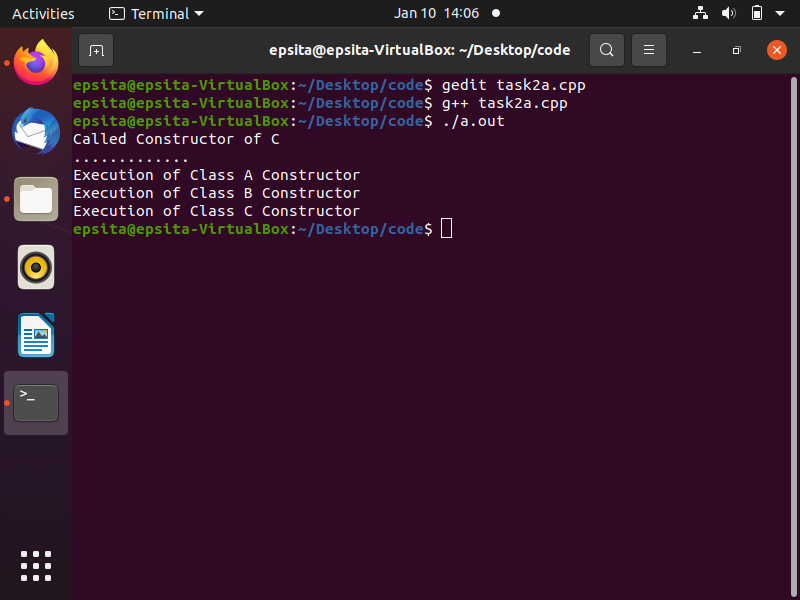 Activities Terminal Jan 10 14:06
epsita@epsita-VirtualBox: ~/Desktop/code
epsita@epsita-VirtualBox:~/Desktop/code$ gedit task2a.cpp
epsita@epsita-VirtualBox:~/Desktop/code$ g++ task2a.cpp
epsita@epsita-VirtualBox:~/Desktop/code$ ./a.out
Called Constructor of C
.............
Execution of Class A Constructor
Execution of Class B Constructor
Execution of Class C Constructor
epsita@epsita-VirtualBox:~/Desktop/code$